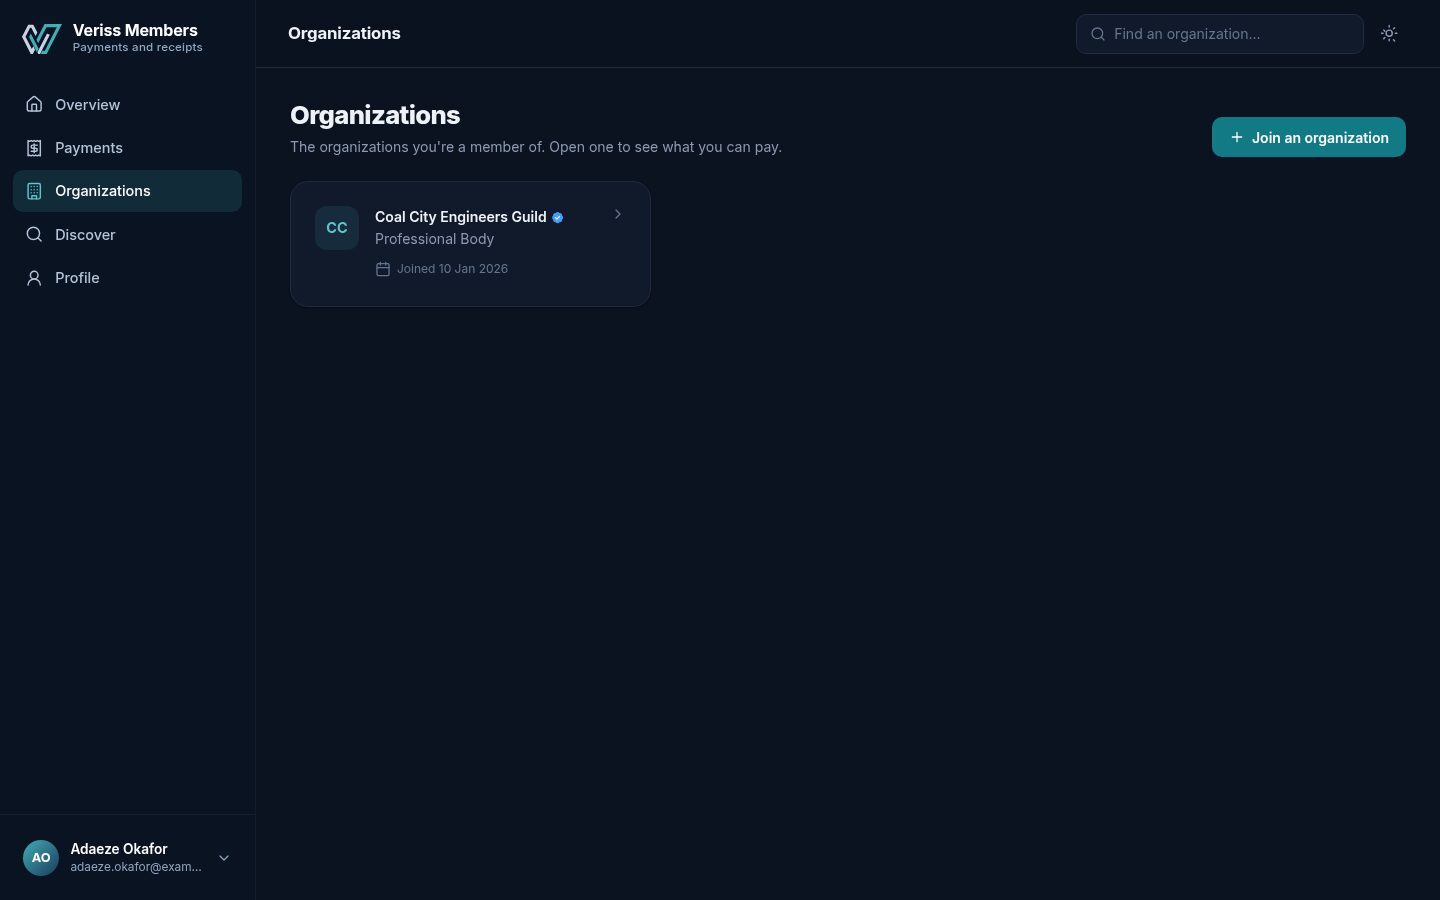 Veriss Members
Payments and receipts
Overview
Payments
Organizations
Discover
Profile
AO
Adaeze Okafor
adaeze.okafor@exam...
Organizations
Find an organization...
Organizations
The organizations you're a member of. Open one to see what you can pay.
Join an organization
CC
Coal City Engineers Guild
Professional Body
Joined 10 Jan 2026